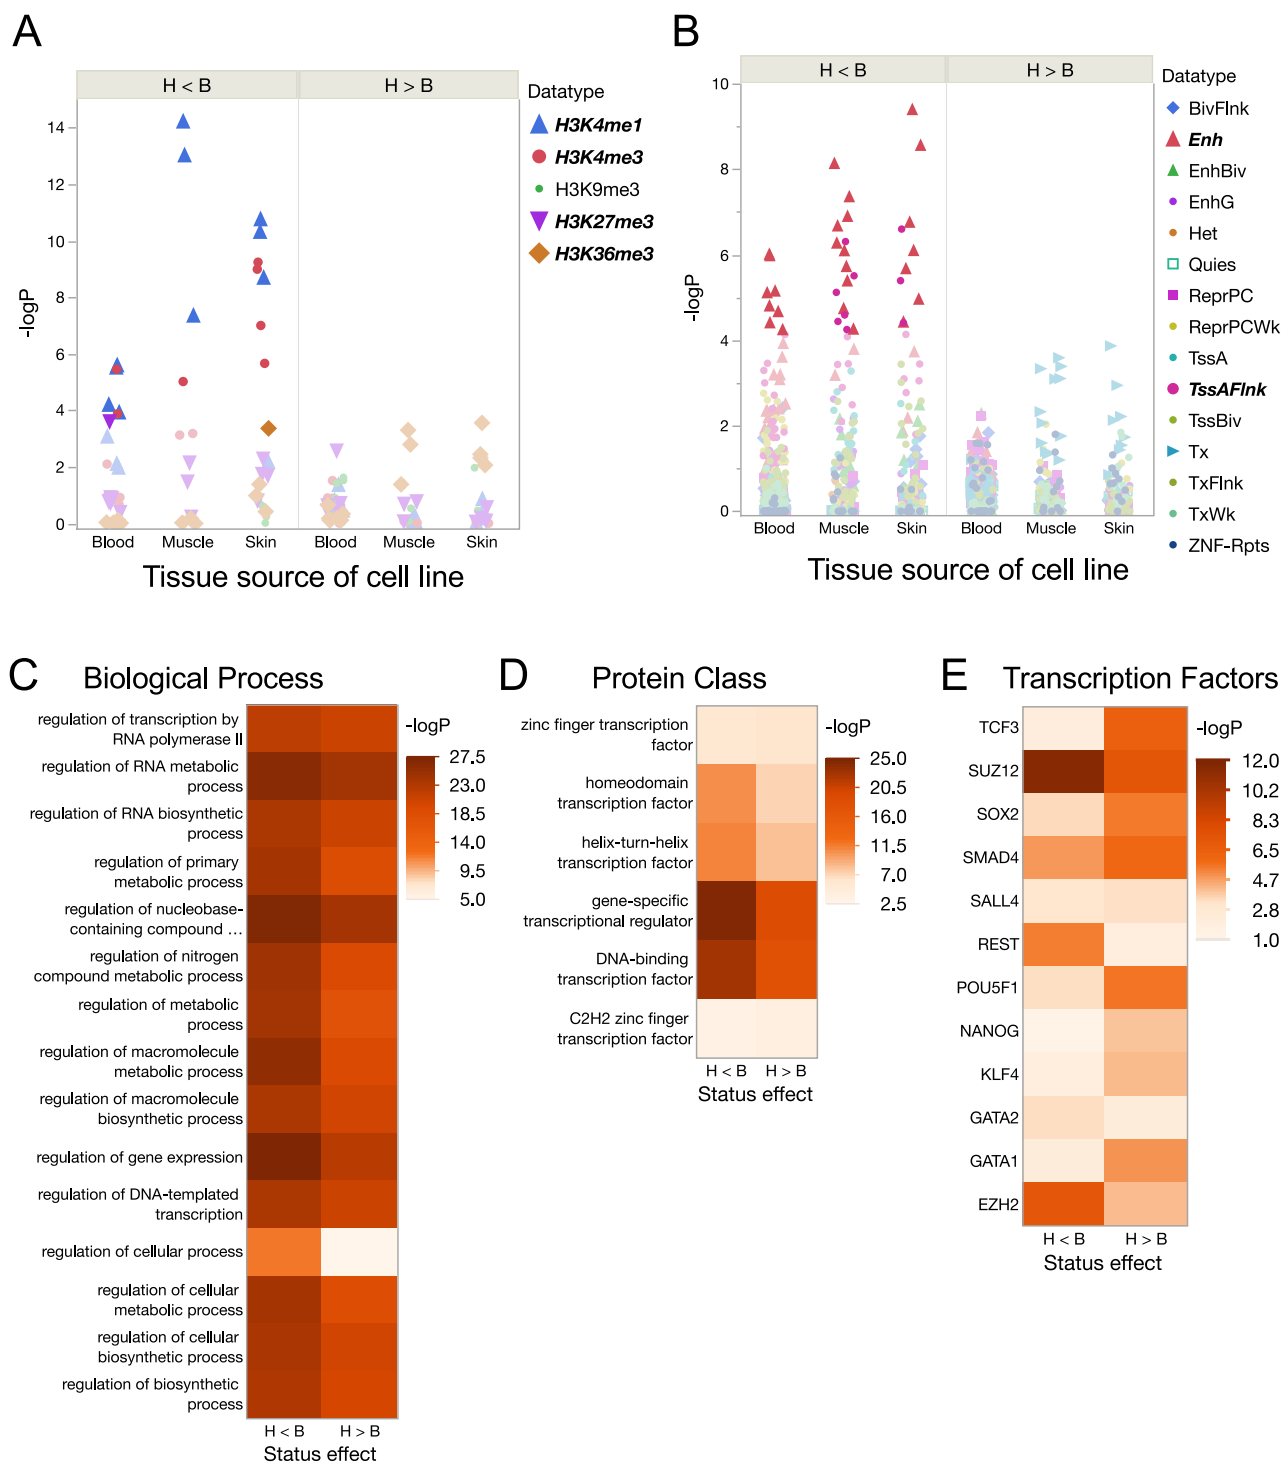 A
H < B
H > B
-logP
14
12
10
8
6
4
2
0
Blood
Muscle
Skin
Blood
Muscle
Skin
Tissue source of cell line
Datatype
H3K4me1
H3K4me3
H3K9me3
H3K27me3
H3K36me3
B
H < B
H > B
-logP
10
8
6
4
2
0
Blood
Muscle
Skin
Blood
Muscle
Skin
Tissue source of cell line
Datatype
BivFlnk
Enh
EnhBiv
EnhG
Het
Quies
ReprPC
ReprPCWk
TssA
TssAFlnk
TssBiv
Tx
TxFlnk
TxWk
ZNF-Rpts
C
Biological Process
regulation of transcription by
RNA polymerase II
regulation of RNA metabolic
process
regulation of RNA biosynthetic
process
regulation of primary
metabolic process
regulation of nucleobase-
containing compound ...
regulation of nitrogen
compound metabolic process
regulation of metabolic
process
regulation of macromolecule
metabolic process
regulation of macromolecule
biosynthetic process
regulation of gene expression
regulation of DNA-templated
transcription
regulation of cellular process
regulation of cellular
metabolic process
regulation of cellular
biosynthetic process
regulation of biosynthetic
process
H < B
H > B
Status effect
-logP
27.5
23.0
18.5
14.0
9.5
5.0
D
Protein Class
zinc finger transcription
factor
homeodomain
transcription factor
helix-turn-helix
transcription factor
gene-specific
transcriptional regulator
DNA-binding
transcription factor
C2H2 zinc finger
transcription factor
H < B
H > B
Status effect
-logP
25.0
20.5
16.0
11.5
7.0
2.5
E
Transcription Factors
TCF3
SUZ12
SOX2
SMAD4
SALL4
REST
POU5F1
NANOG
KLF4
GATA2
GATA1
EZH2
H < B
H > B
Status effect
-logP
12.0
10.2
8.3
6.5
4.7
2.8
1.0